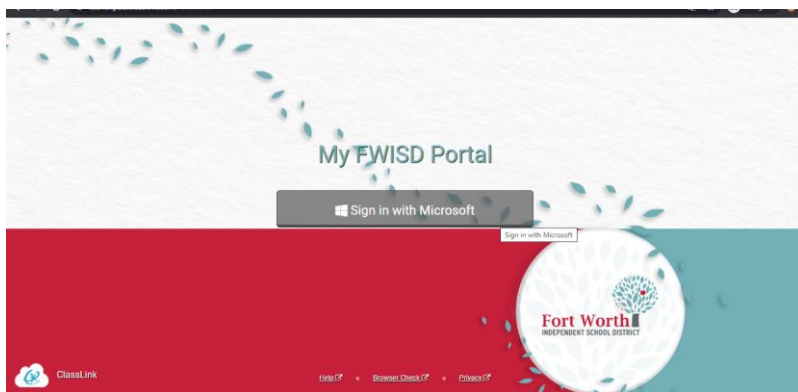 My FWISD Portal
Sign in with Microsoft
Sign in with Microsoft
Fort Worth
INDEPENDENT SCHOOL DISTRICT
ClassLink
Help
Browser Check
Privacy